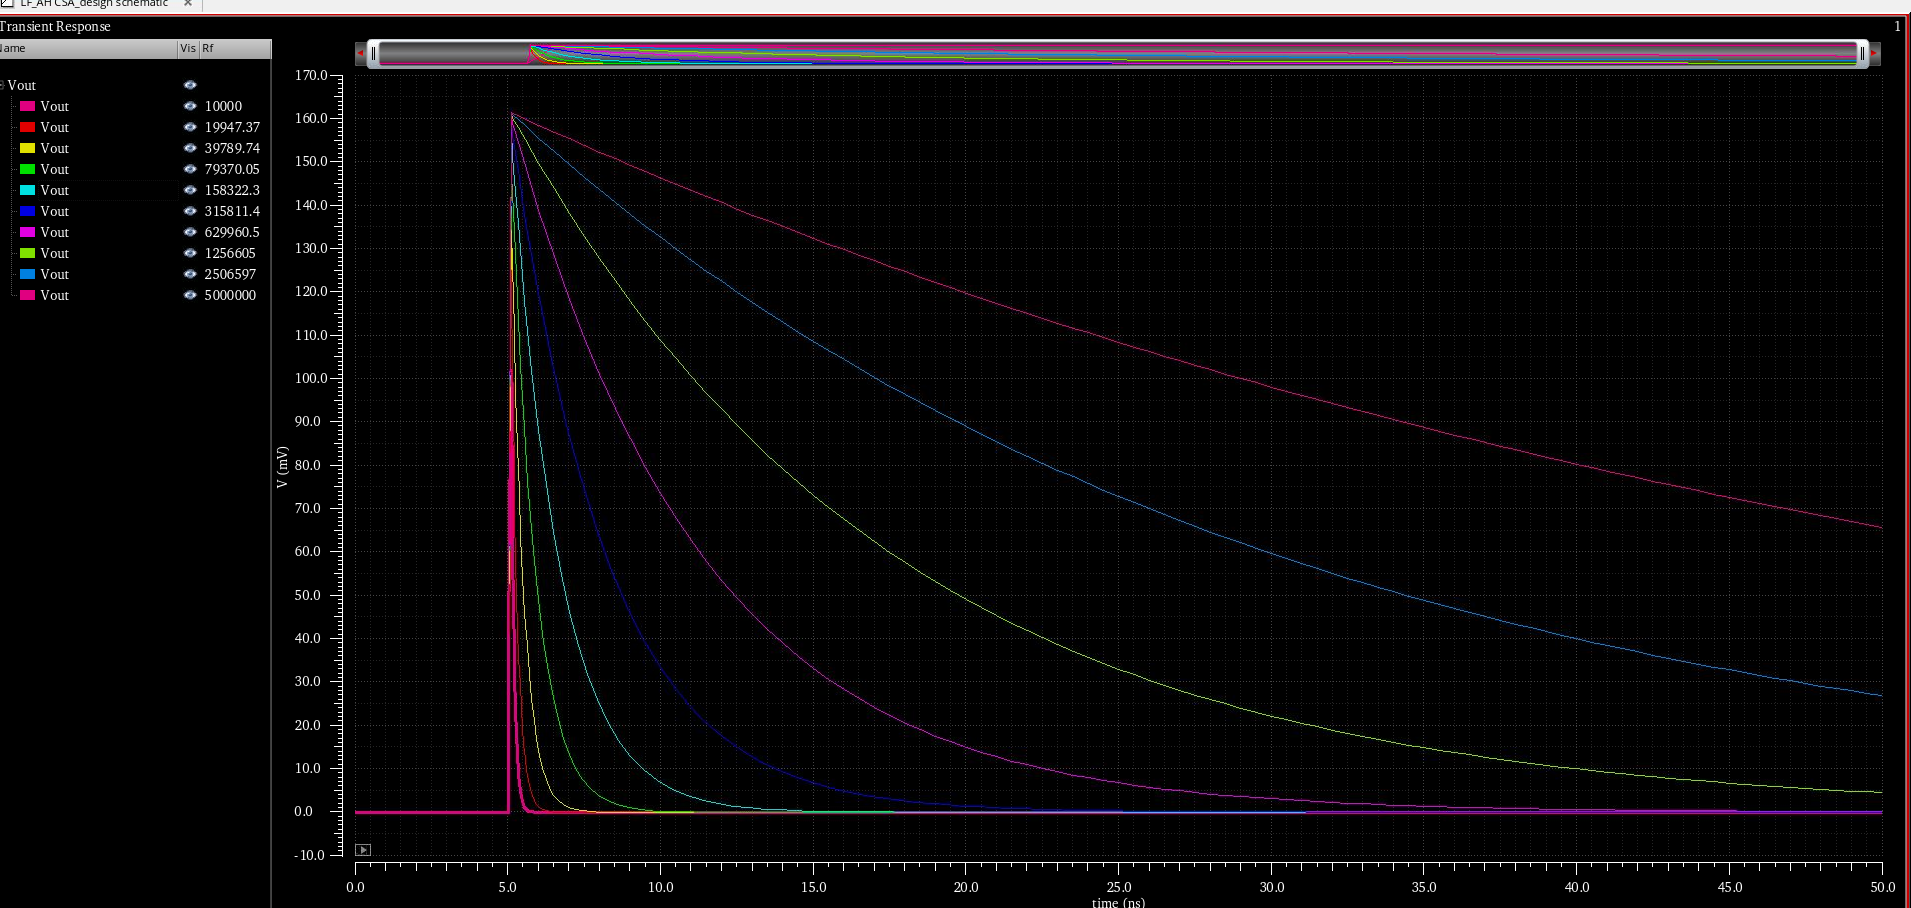 LF_AH CSA_design schematic ×
Transient Response 1
Name Vis Rf
Vout
Vout 10000
Vout 19947.37
Vout 39789.74
Vout 79370.05
Vout 158322.3
Vout 315811.4
Vout 629960.5
Vout 1256605
Vout 2506597
Vout 5000000
170.0
160.0
150.0
140.0
130.0
120.0
110.0
100.0
90.0
80.0
70.0
60.0
50.0
40.0
30.0
20.0
10.0
0.0
-10.0
V (mV)
0.0 5.0 10.0 15.0 20.0 25.0 30.0 35.0 40.0 45.0 50.0
time (ns)